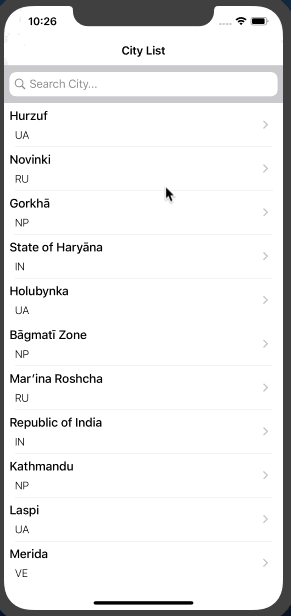 10:26
City List
Search City...
Hurzuf
UA
Novinki
RU
Gorkhā
NP
State of Haryāna
IN
Holubynka
UA
Bāgmatī Zone
NP
Mar’ina Roshcha
RU
Republic of India
IN
Kathmandu
NP
Laspi
UA
Merida
VE